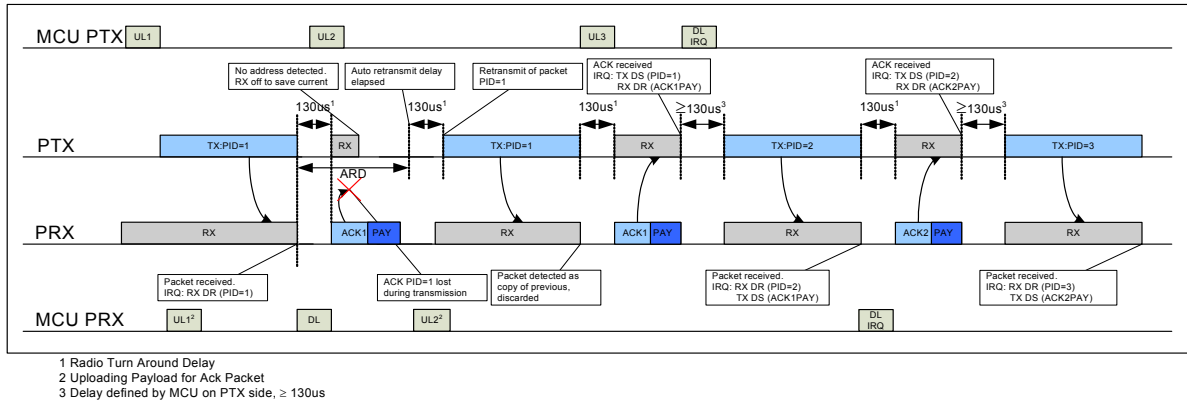 MCU PTX
UL1
UL2
UL3
DL
IRQ
No address detected.
RX off to save current
Auto retransmit delay
elapsed
Retransmit of packet
PID=1
ACK received
IRQ: TX DS (PID=1)
RX DR (ACK1PAY)
ACK received
IRQ: TX DS (PID=2)
RX DR (ACK2PAY)
130us1
130us1
130us1
≥130us3
130us1
≥130us3
PTX
TX:PID=1
RX
TX:PID=1
RX
TX:PID=2
RX
TX:PID=3
ARD
PRX
RX
ACK1
PAY
RX
ACK1
PAY
RX
ACK2
PAY
RX
Packet received.
IRQ: RX DR (PID=1)
ACK PID=1 lost
during transmission
Packet detected as
copy of previous,
discarded
Packet received.
IRQ: RX DR (PID=2)
TX DS (ACK1PAY)
Packet received.
IRQ: RX DR (PID=3)
TX DS (ACK2PAY)
MCU PRX
UL12
DL
UL22
DL
IRQ
1 Radio Turn Around Delay
2 Uploading Payload for Ack Packet
3 Delay defined by MCU on PTX side, ≥ 130us